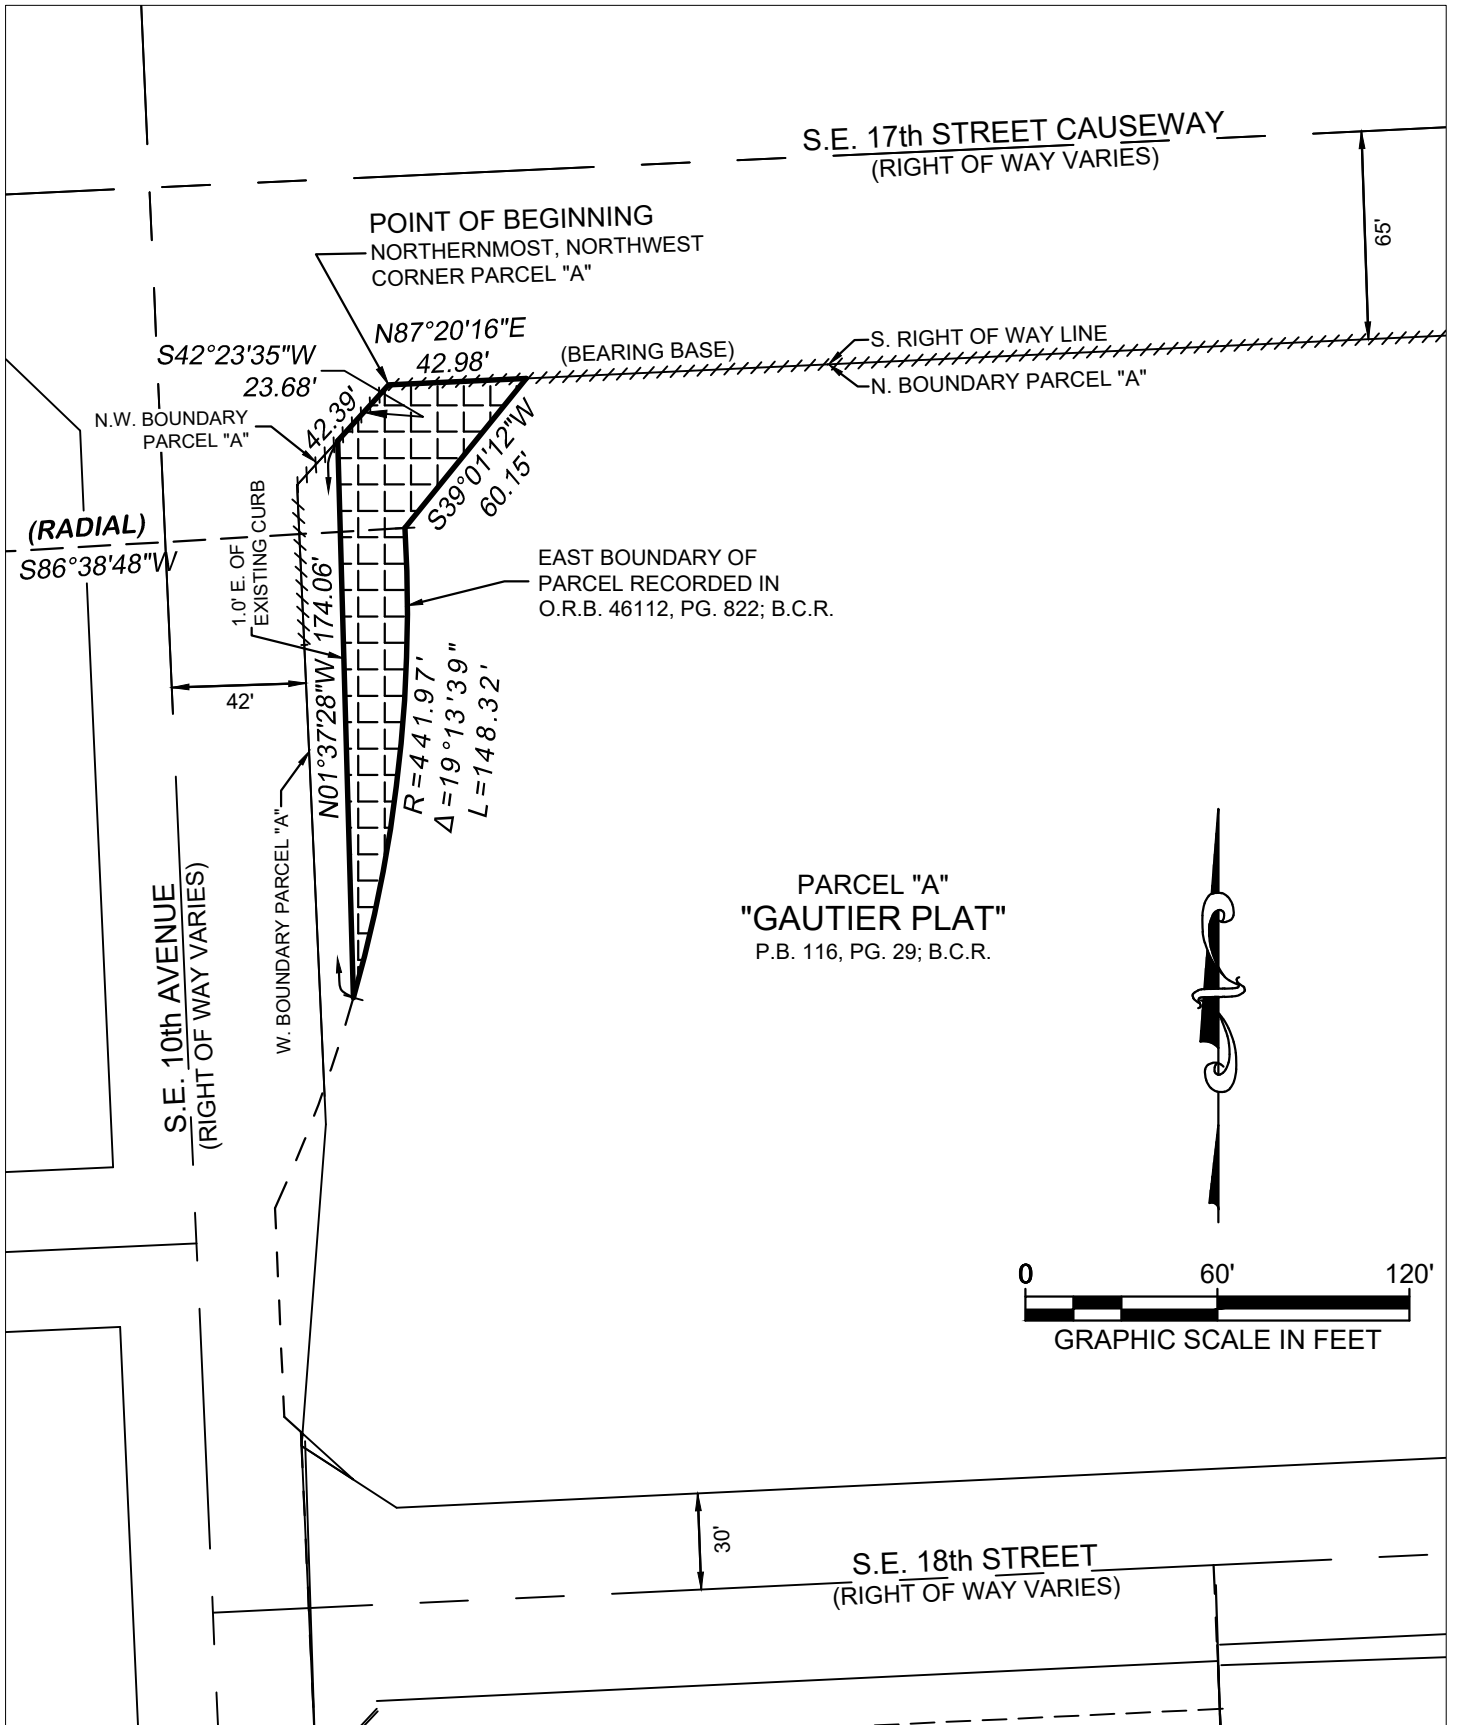 S.E. 17th STREET CAUSEWAY
(RIGHT OF WAY VARIES)
65'
POINT OF BEGINNING
NORTHERNMOST, NORTHWEST
CORNER PARCEL "A"
N87°20'16"E
42.98'
(BEARING BASE)
S. RIGHT OF WAY LINE
N. BOUNDARY PARCEL "A"
S42°23'35"W
23.68'
42.39'
N.W. BOUNDARY
PARCEL "A"
S39°01'12"W
60.15'
(RADIAL)
S86°38'48"W
1.0' E. OF
EXISTING CURB
EAST BOUNDARY OF
PARCEL RECORDED IN
O.R.B. 46112, PG. 822; B.C.R.
N01°37'28"W 174.06'
42'
R=441.97'
Δ=19°13'39"
L=148.32'
W. BOUNDARY PARCEL "A"
S.E. 10th AVENUE
(RIGHT OF WAY VARIES)
PARCEL "A"
"GAUTIER PLAT"
P.B. 116, PG. 29; B.C.R.
0 60' 120'
GRAPHIC SCALE IN FEET
30'
S.E. 18th STREET
(RIGHT OF WAY VARIES)